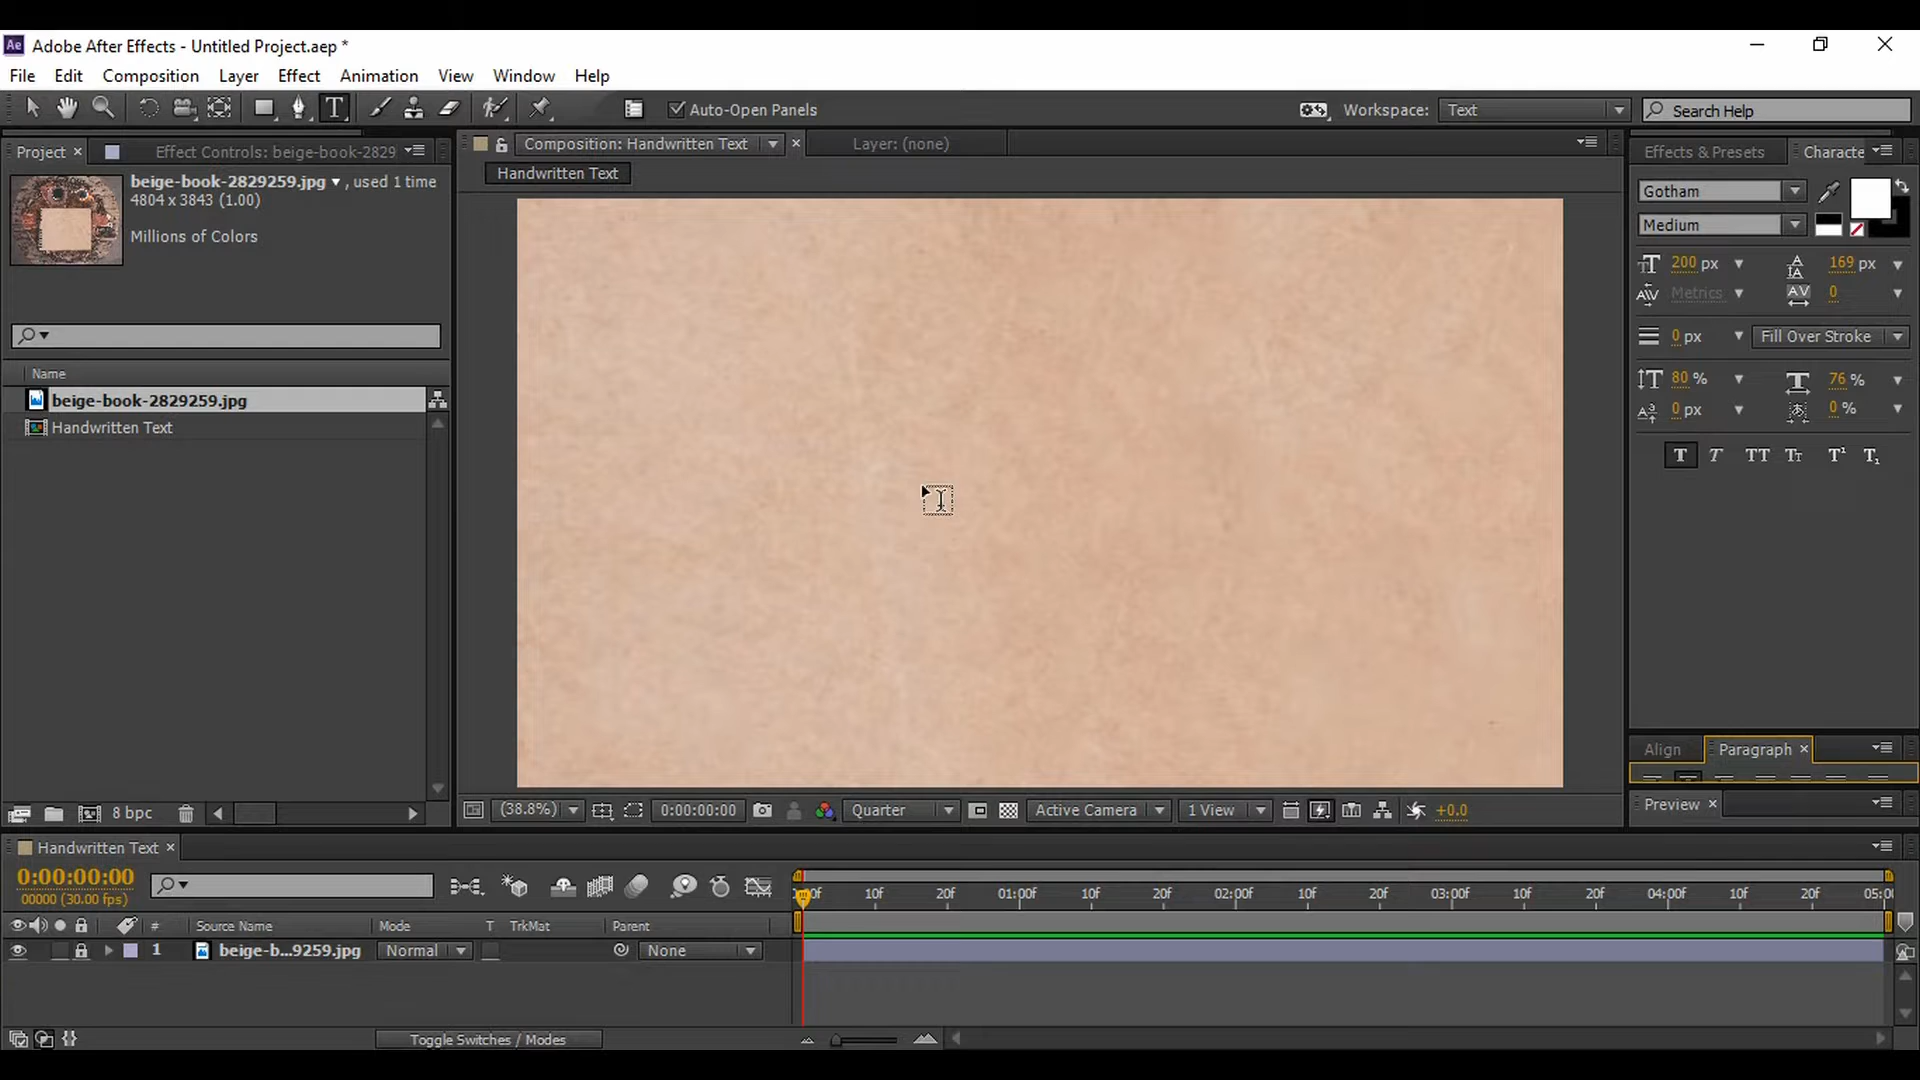 Adobe After Effects - Untitled Project.aep *
File Edit Composition Layer Effect Animation View Window Help
Auto-Open Panels
Workspace: Text
Search Help
Project
Effect Controls: beige-book-2829
Composition: Handwritten Text
Layer: (none)
Effects & Presets
Characte
beige-book-2829259.jpg , used 1 time
4804 x 3843 (1.00)
Millions of Colors
Handwritten Text
Gotham
Medium
200 px
169 px
Metrics
0
0 px
Fill Over Stroke
80 %
76 %
0 px
0 %
Name
beige-book-2829259.jpg
Handwritten Text
Align
Paragraph
Preview
8 bpc
(38.8%)
0:00:00:00
Quarter
Active Camera
1 View
+0.0
Handwritten Text
0:00:00:00
00000 (30.00 fps)
10f 20f 01:00f 10f 20f 02:00f 10f 20f 03:00f 10f 20f 04:00f 10f 20f 05:00
# Source Name Mode T TrkMat Parent
1 beige-b...9259.jpg Normal None
Toggle Switches / Modes